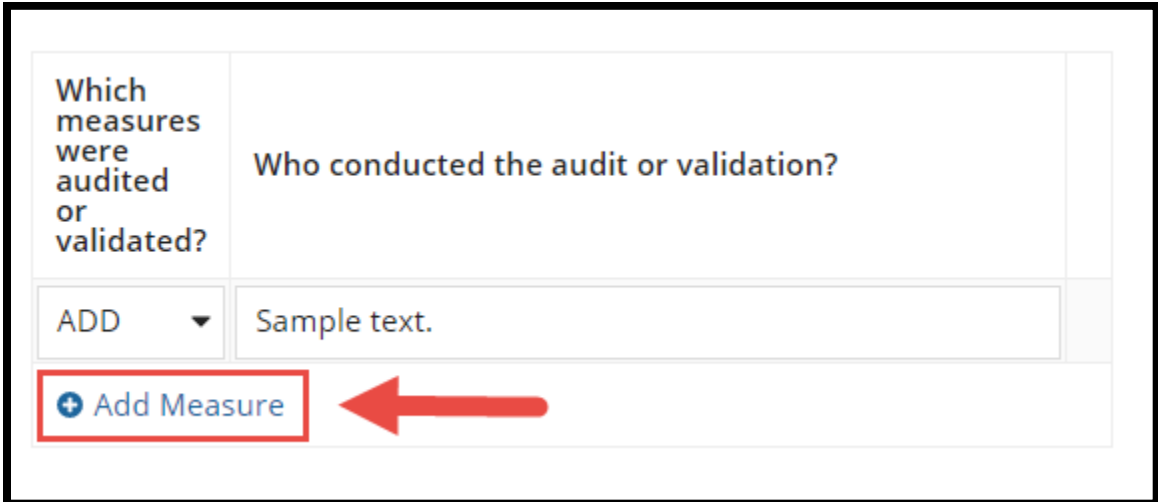 Which
measures
were
audited
or
validated?
Who conducted the audit or validation?
ADD
Sample text.
Add Measure